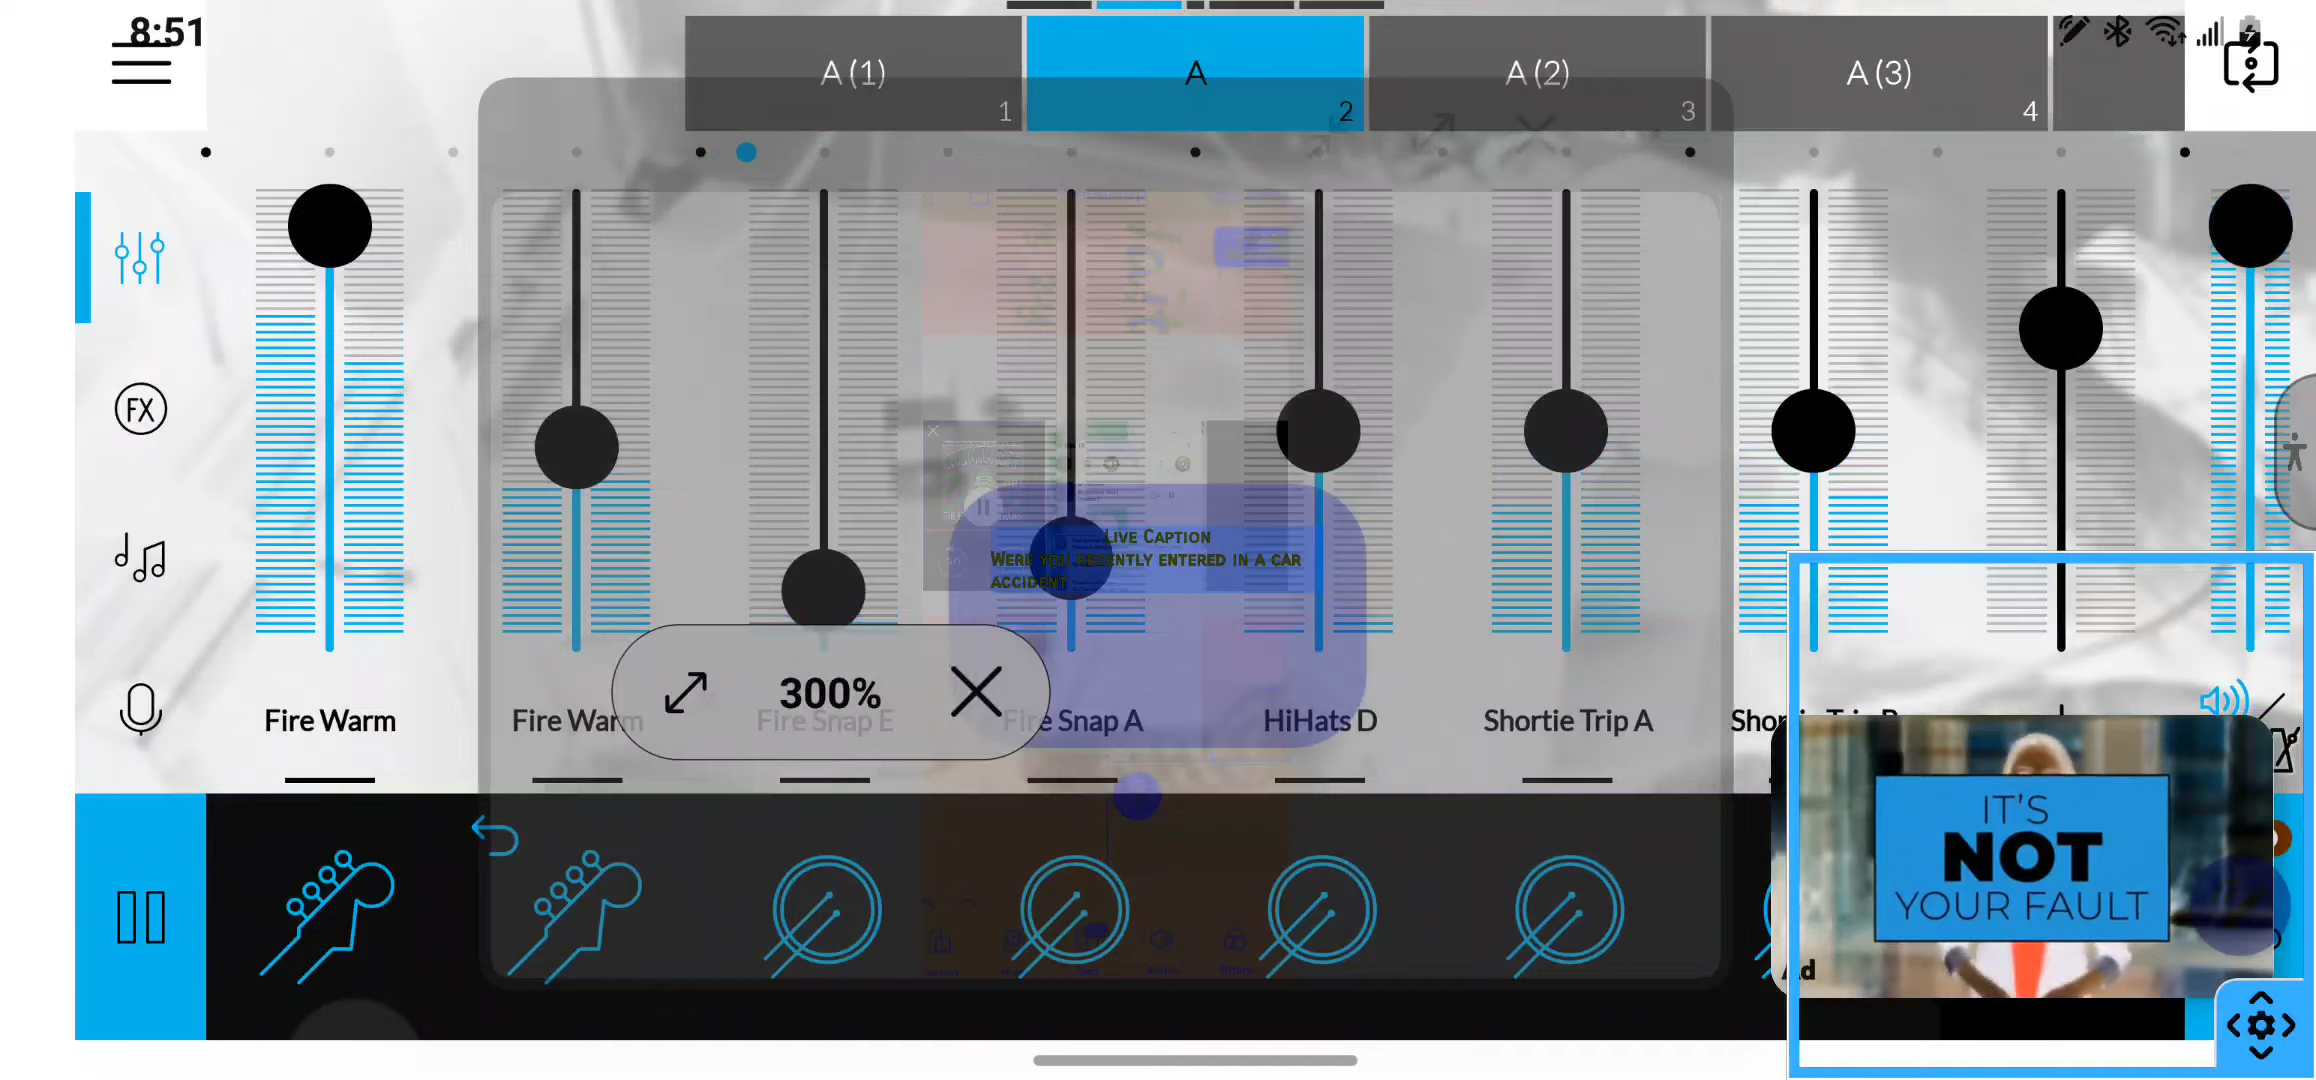 8:51
A (1)
1
A
2
A (2)
3
A (3)
4
FX
Live Caption
Were you recently entered in a car
accident
300%
Fire Warm
Fire Warm
Fire Snap E
Fire Snap A
HiHats D
Shortie Trip A
IT'S
NOT
YOUR FAULT
Ad